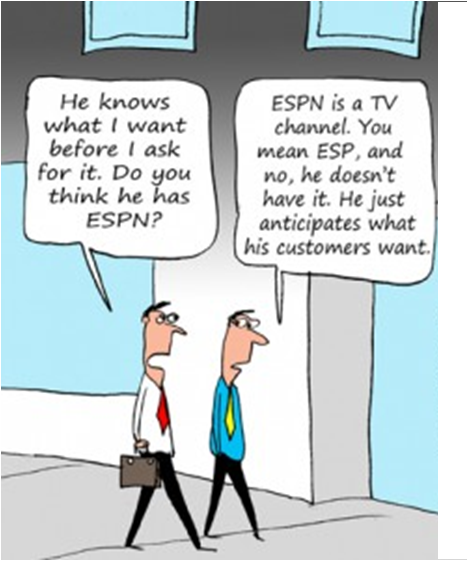 He knows
what I want
before I ask
for it. Do you
think he has
ESPN?
ESPN is a TV
channel. You
mean ESP, and
no, he doesn't
have it. He just
anticipates what
his customers want.